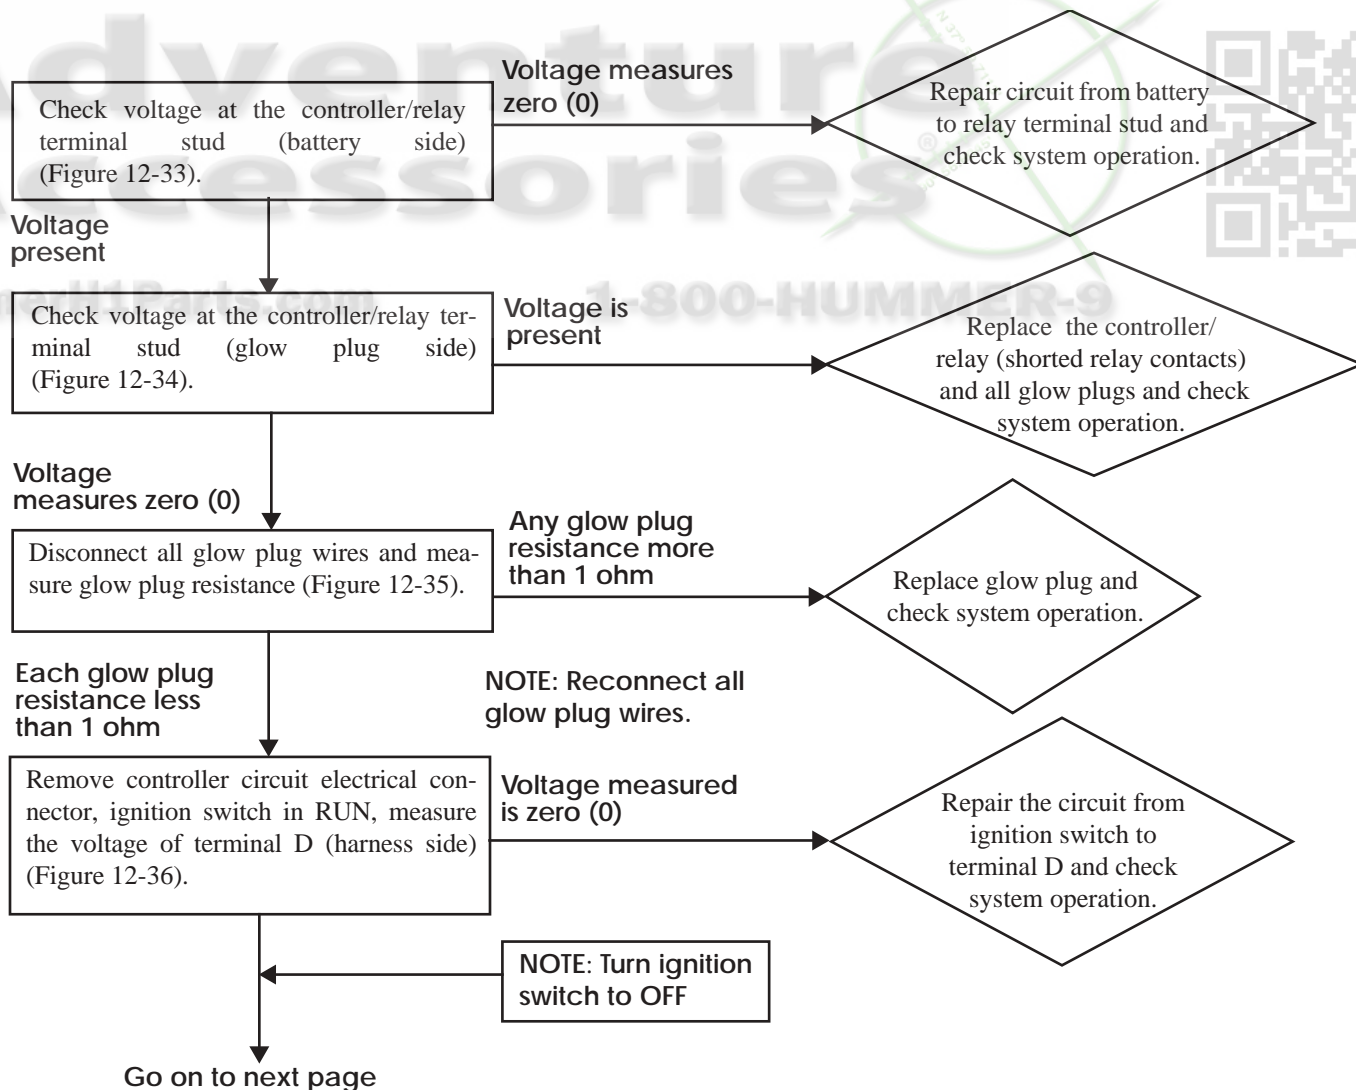 Adventure
Accessories
®
merH1Parts.com
1-800-HUMMER-9
Check voltage at the controller/relay
terminal stud (battery side)
(Figure 12-33).
Voltage measures
zero (0)
Repair circuit from battery
to relay terminal stud and
check system operation.
Voltage
present
Check voltage at the controller/relay ter-
minal stud (glow plug side)
(Figure 12-34).
Voltage is
present
Replace the controller/
relay (shorted relay contacts)
and all glow plugs and check
system operation.
Voltage
measures zero (0)
Disconnect all glow plug wires and mea-
sure glow plug resistance (Figure 12-35).
Any glow plug
resistance more
than 1 ohm
Replace glow plug and
check system operation.
Each glow plug
resistance less
than 1 ohm
NOTE: Reconnect all
glow plug wires.
Remove controller circuit electrical con-
nector, ignition switch in RUN, measure
the voltage of terminal D (harness side)
(Figure 12-36).
Voltage measured
is zero (0)
Repair the circuit from
ignition switch to
terminal D and check
system operation.
NOTE: Turn ignition
switch to OFF
Go on to next page